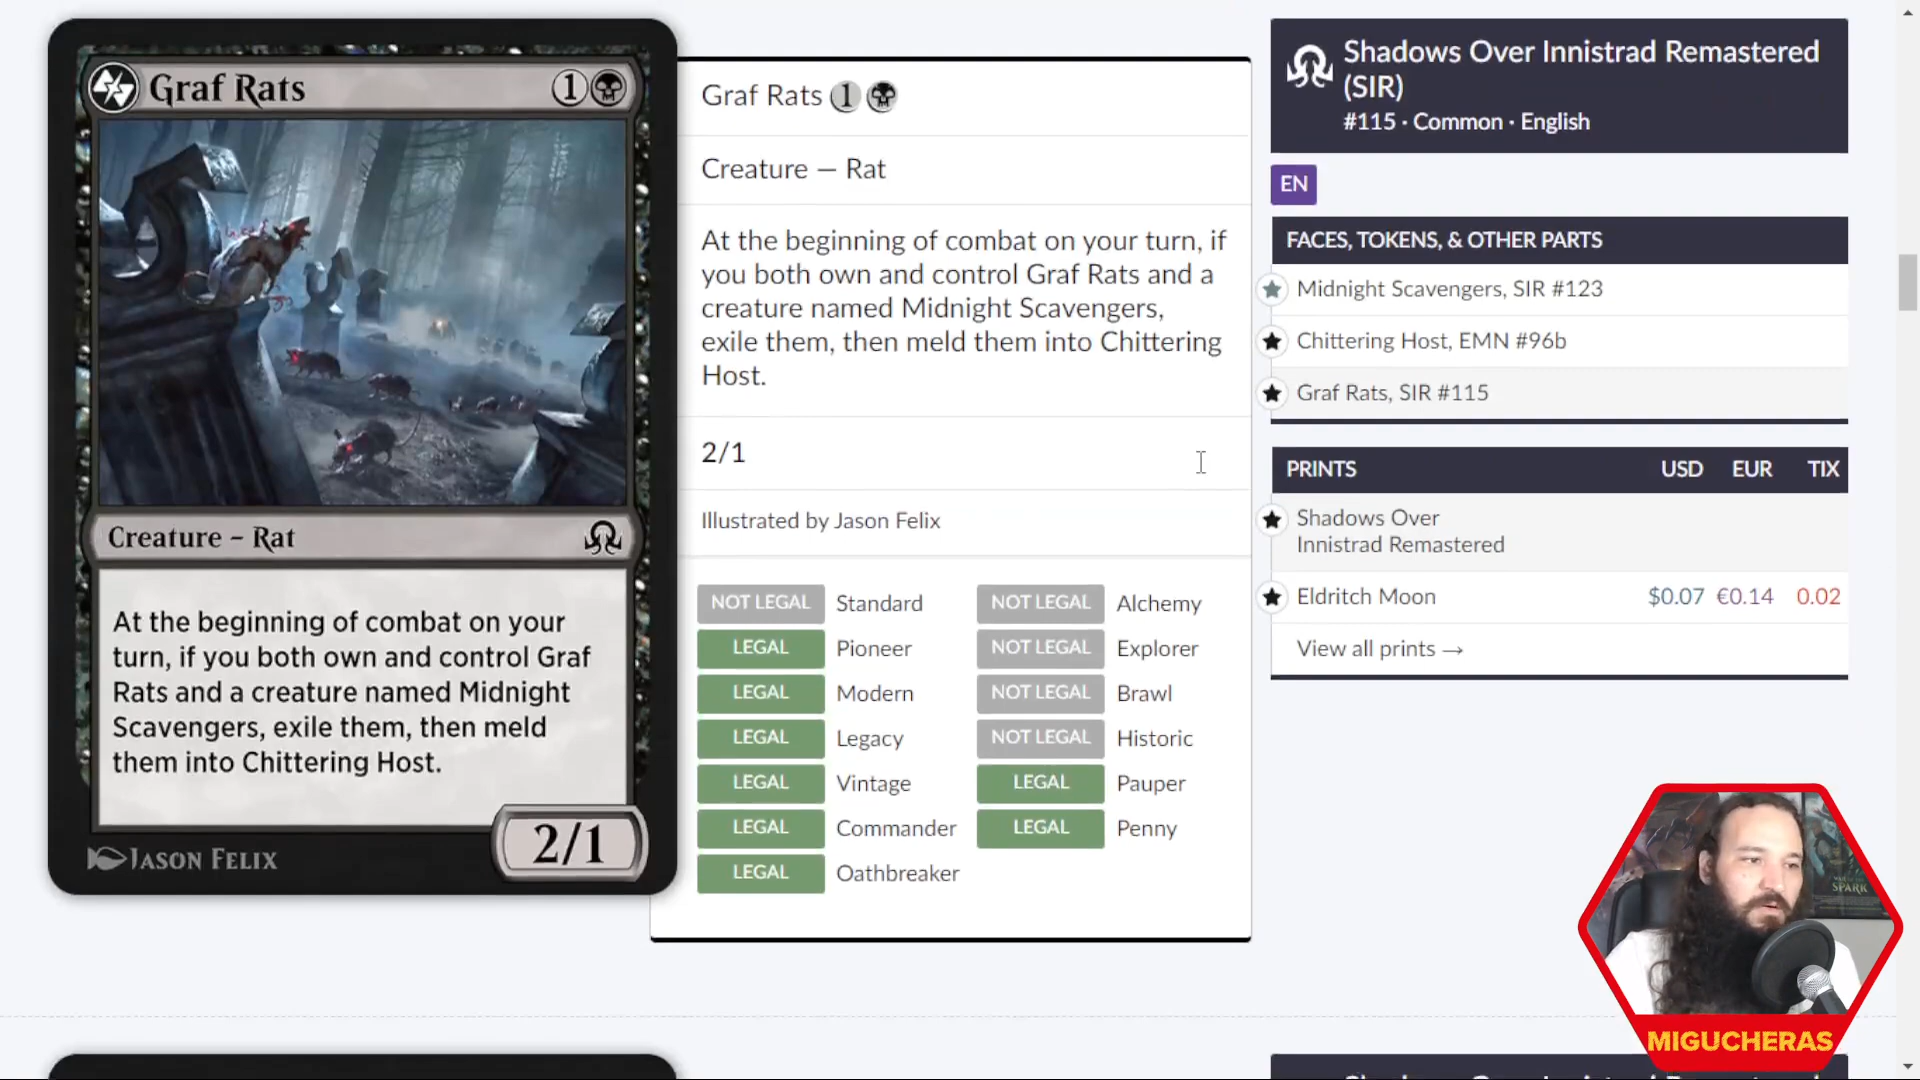 Graf Rats 1
Creature – Rat
At the beginning of combat on your
turn, if you both own and control Graf
Rats and a creature named Midnight
Scavengers, exile them, then meld
them into Chittering Host.
2/1
JASON FELIX
Graf Rats 1
Creature — Rat
At the beginning of combat on your turn, if
you both own and control Graf Rats and a
creature named Midnight Scavengers,
exile them, then meld them into Chittering
Host.
2/1
Illustrated by Jason Felix
NOT LEGAL Standard NOT LEGAL Alchemy
LEGAL Pioneer NOT LEGAL Explorer
LEGAL Modern NOT LEGAL Brawl
LEGAL Legacy NOT LEGAL Historic
LEGAL Vintage LEGAL Pauper
LEGAL Commander LEGAL Penny
LEGAL Oathbreaker
Shadows Over Innistrad Remastered
(SIR)
#115 · Common · English
EN
FACES, TOKENS, & OTHER PARTS
Midnight Scavengers, SIR #123
Chittering Host, EMN #96b
Graf Rats, SIR #115
PRINTS USD EUR TIX
Shadows Over
Innistrad Remastered
Eldritch Moon $0.07 €0.14 0.02
View all prints →
SPARK
MIGUCHERAS